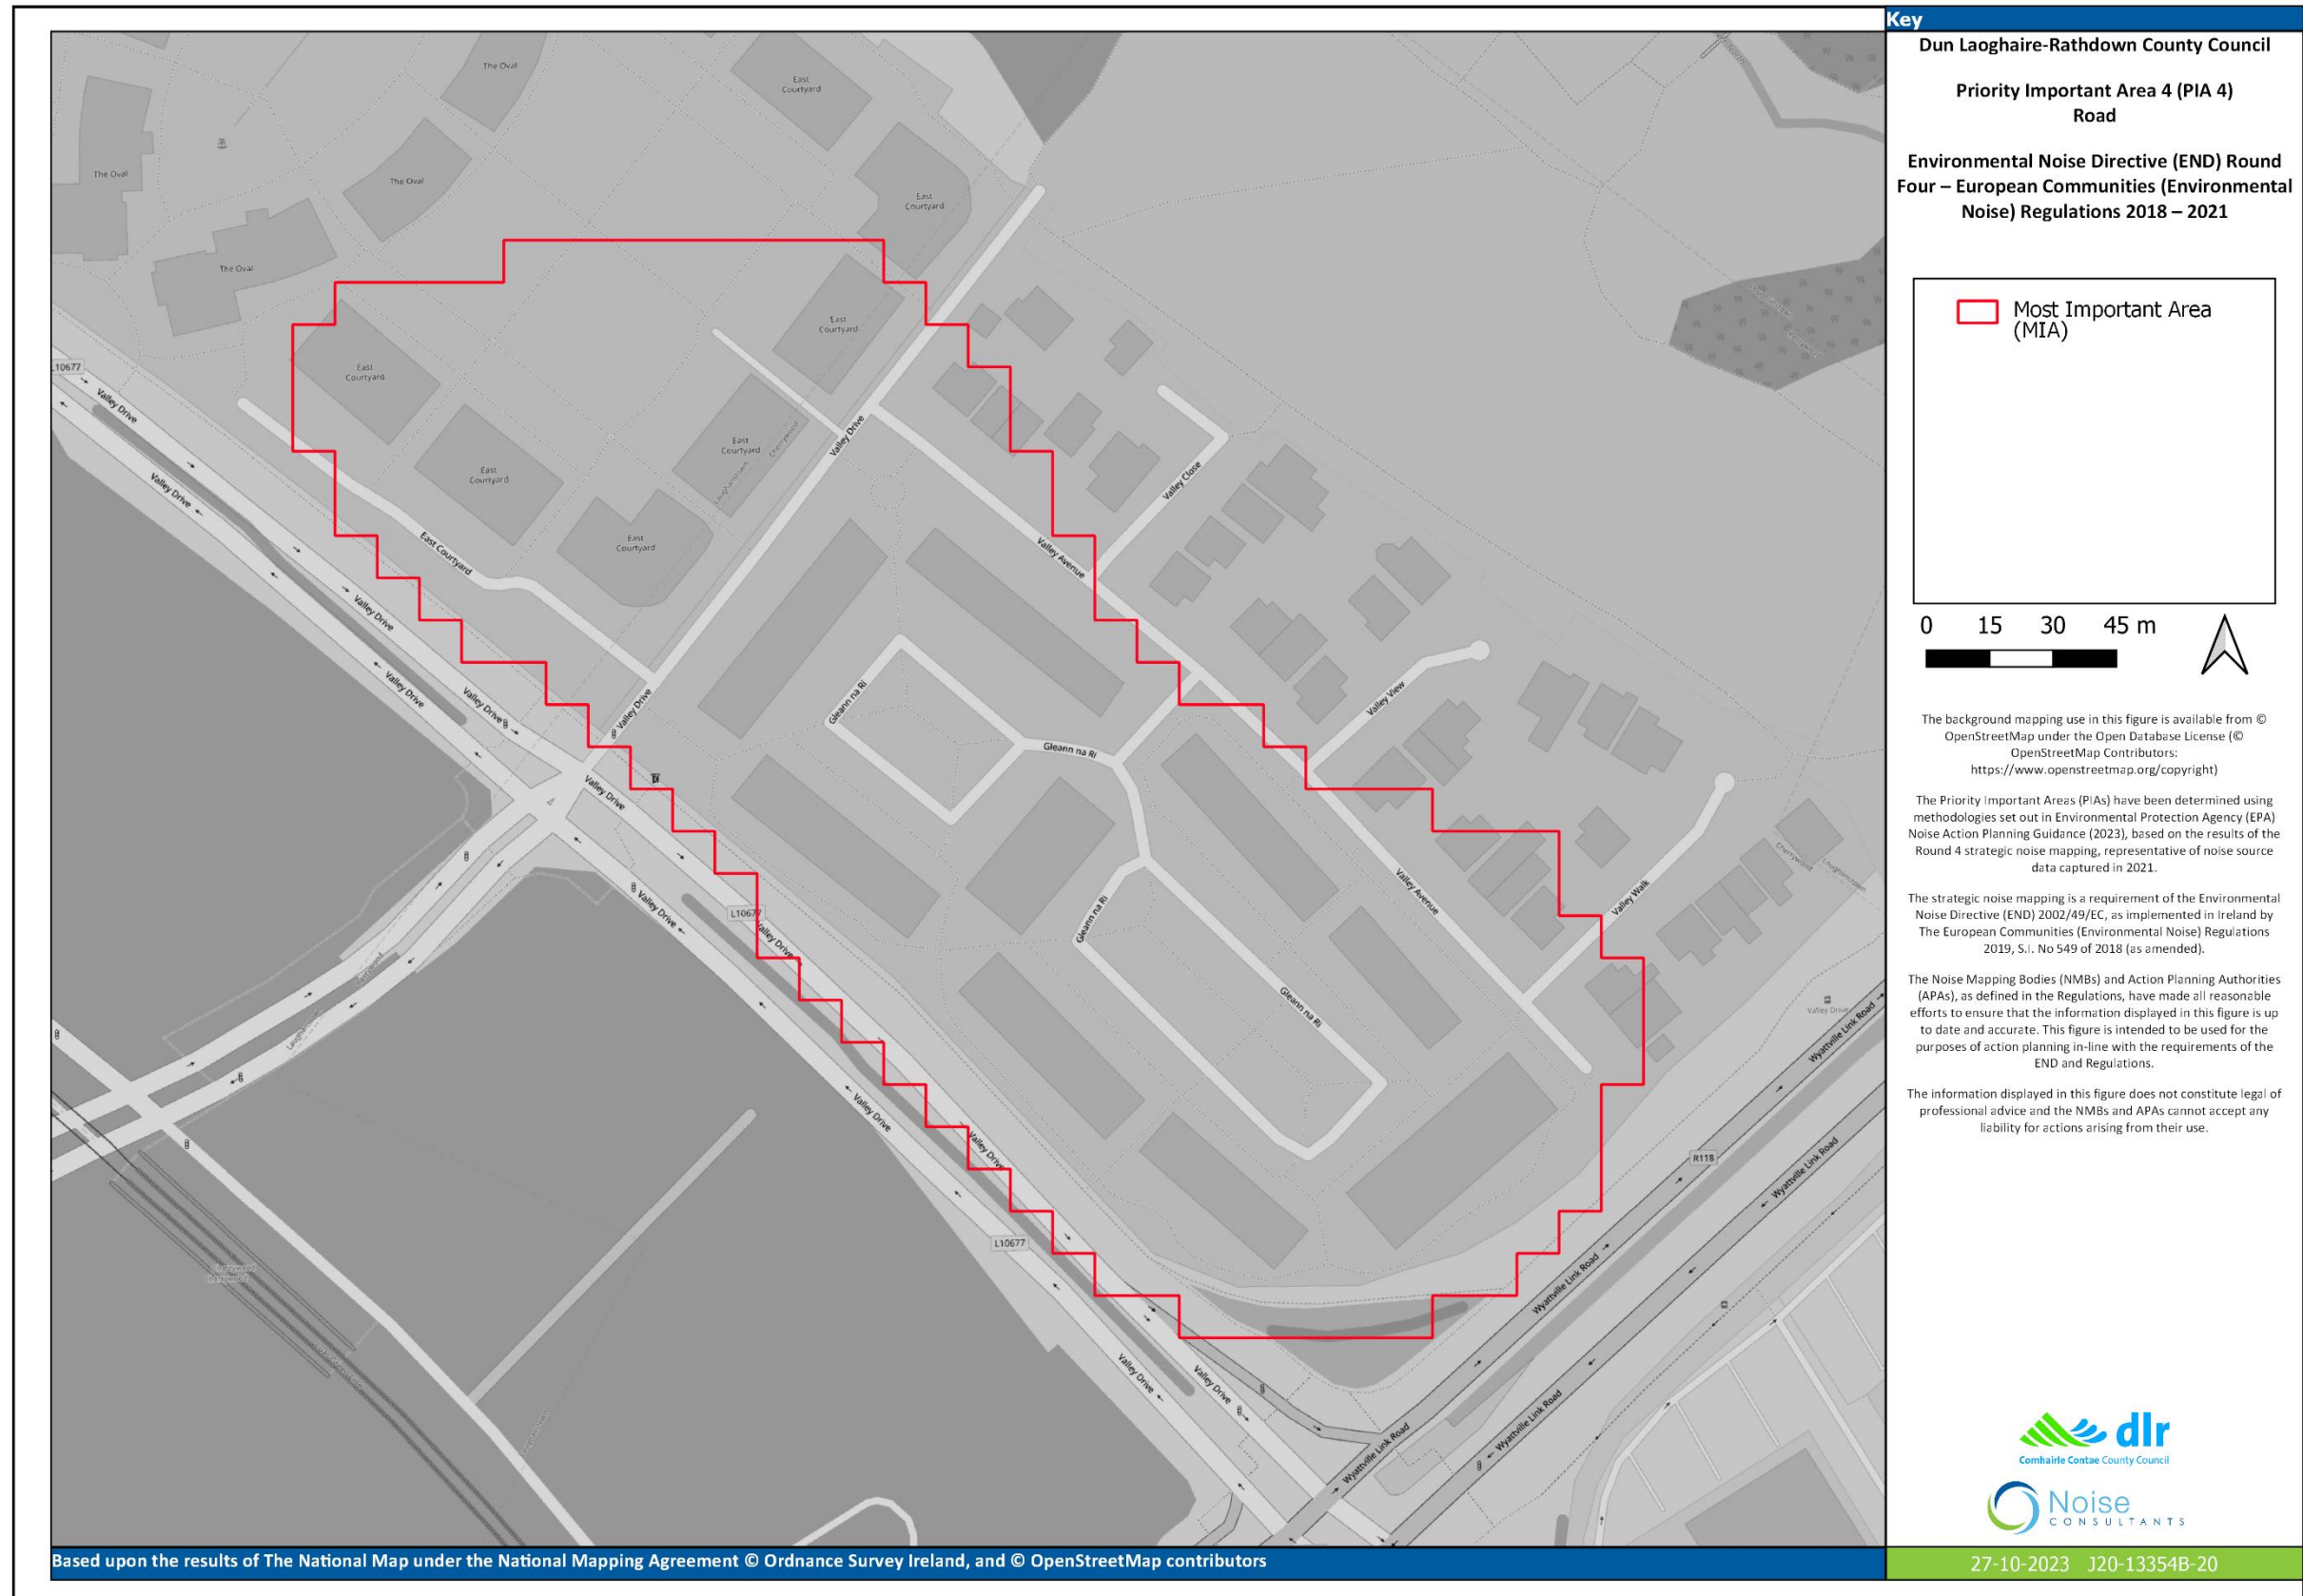 The Oval
East
Courtyard
The Oval
The Oval
East
Courtyard
The Oval
East
Courtyard
East
Courtyard
East
Courtyard
East
Courtyard
East
Courtyard
Loughlinstown
Cherrywood
L10677
Valley Drive
Valley Drive
Valley Drive
Valley Drive
Valley Drive
Valley Drive
Valley Drive
Valley Drive
Valley Drive
L10677
Valley Drive
Valley Drive
Valley Drive
L10677
Valley Drive
Valley Drive
East Courtyard
Valley Avenue
Valley Close
Valley View
Valley Avenue
Valley Walk
Cherrywood
Loughlinstown
Gleann na Ri
Gleann na Ri
Gleann na Ri
Gleann na Ri
Valley Drive
R118
Wyattville Link Road
Wyattville Link Road
Wyattville Link Road
Wyattville Link Road
Wyattville Link Road
Cherrywood
Cherrywood
Based upon the results of The National Map under the National Mapping Agreement © Ordnance Survey Ireland, and © OpenStreetMap contributors
Key
Dun Laoghaire-Rathdown County Council
Priority Important Area 4 (PIA 4)
Road
Environmental Noise Directive (END) Round
Four – European Communities (Environmental
Noise) Regulations 2018 – 2021
Most Important Area
(MIA)
0 15 30 45 m
The background mapping use in this figure is available from ©
OpenStreetMap under the Open Database License (©
OpenStreetMap Contributors:
https://www.openstreetmap.org/copyright)
The Priority Important Areas (PIAs) have been determined using
methodologies set out in Environmental Protection Agency (EPA)
Noise Action Planning Guidance (2023), based on the results of the
Round 4 strategic noise mapping, representative of noise source
data captured in 2021.
The strategic noise mapping is a requirement of the Environmental
Noise Directive (END) 2002/49/EC, as implemented in Ireland by
The European Communities (Environmental Noise) Regulations
2019, S.I. No 549 of 2018 (as amended).
The Noise Mapping Bodies (NMBs) and Action Planning Authorities
(APAs), as defined in the Regulations, have made all reasonable
efforts to ensure that the information displayed in this figure is up
to date and accurate. This figure is intended to be used for the
purposes of action planning in-line with the requirements of the
END and Regulations.
The information displayed in this figure does not constitute legal of
professional advice and the NMBs and APAs cannot accept any
liability for actions arising from their use.
dlr
Comhairle Contae County Council
Noise
CONSULTANTS
27-10-2023 J20-13354B-20